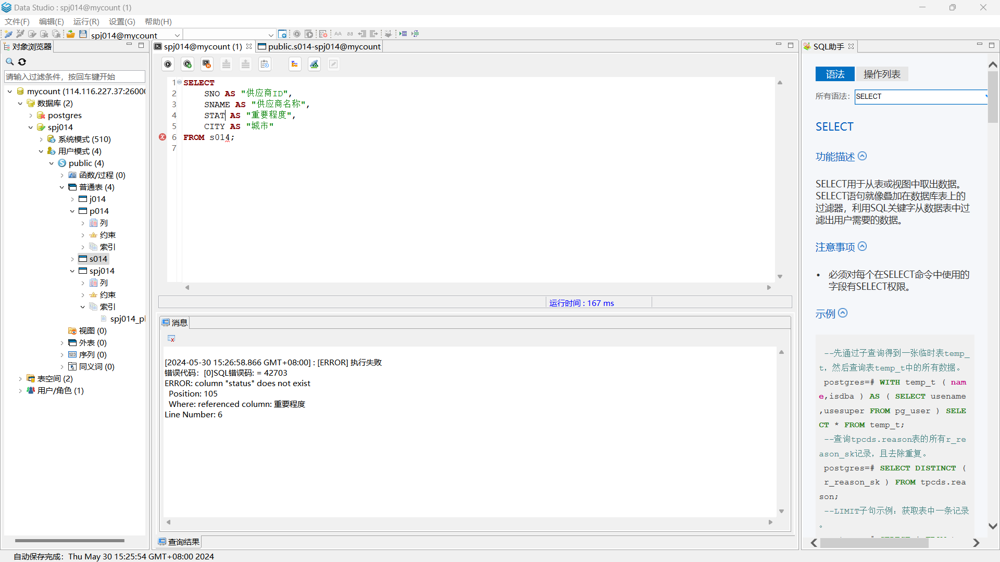 Data Studio : spj014@mycount (1)
文件(F) 编辑(E) 运行(R) 设置(G) 帮助(H)
spj014@mycount
AA aa
对象浏览器
请输入过滤条件，按回车键开始
mycount (114.116.227.37:2600
数据库 (2)
postgres
spj014
系统模式 (510)
用户模式 (4)
public (4)
函数/过程 (0)
普通表 (4)
j014
p014
列
约束
索引
s014
spj014
列
约束
索引
spj014_p
视图 (0)
外表 (0)
序列 (0)
同义词 (0)
表空间 (2)
用户/角色 (1)
spj014@mycount (1)
public.s014-spj014@mycount
1 SELECT
2 SNO AS "供应商ID",
3 SNAME AS "供应商名称",
4 STAT AS "重要程度",
5 CITY AS "城市"
6 FROM s014;
7
运行时间 : 167 ms
消息
[2024-05-30 15:26:58.866 GMT+08:00] : [ERROR] 执行失败
错误代码：[0]SQL错误码: = 42703
ERROR: column "status" does not exist
Position: 105
Where: referenced column: 重要程度
Line Number: 6
查询结果
SQL助手
语法 操作列表
所有语法: SELECT
SELECT
功能描述
SELECT用于从表或视图中取出数据。
SELECT语句就像叠加在数据库表上的
过滤器，利用SQL关键字从数据表中过
滤出用户需要的数据。
注意事项
• 必须对每个在SELECT命令中使用的
字段有SELECT权限。
示例
--先通过子查询得到一张临时表temp_
t，然后查询表temp_t中的所有数据。
postgres=# WITH temp_t ( nam
e,isdba ) AS ( SELECT usename
,usesuper FROM pg_user ) SELE
CT * FROM temp_t;
--查询tpcds.reason表的所有r_re
ason_sk记录，且去除重复。
postgres=# SELECT DISTINCT (
r_reason_sk ) FROM tpcds.rea
son;
--LIMIT子句示例：获取表中一条记录
。
自动保存完成：Thu May 30 15:25:54 GMT+08:00 2024